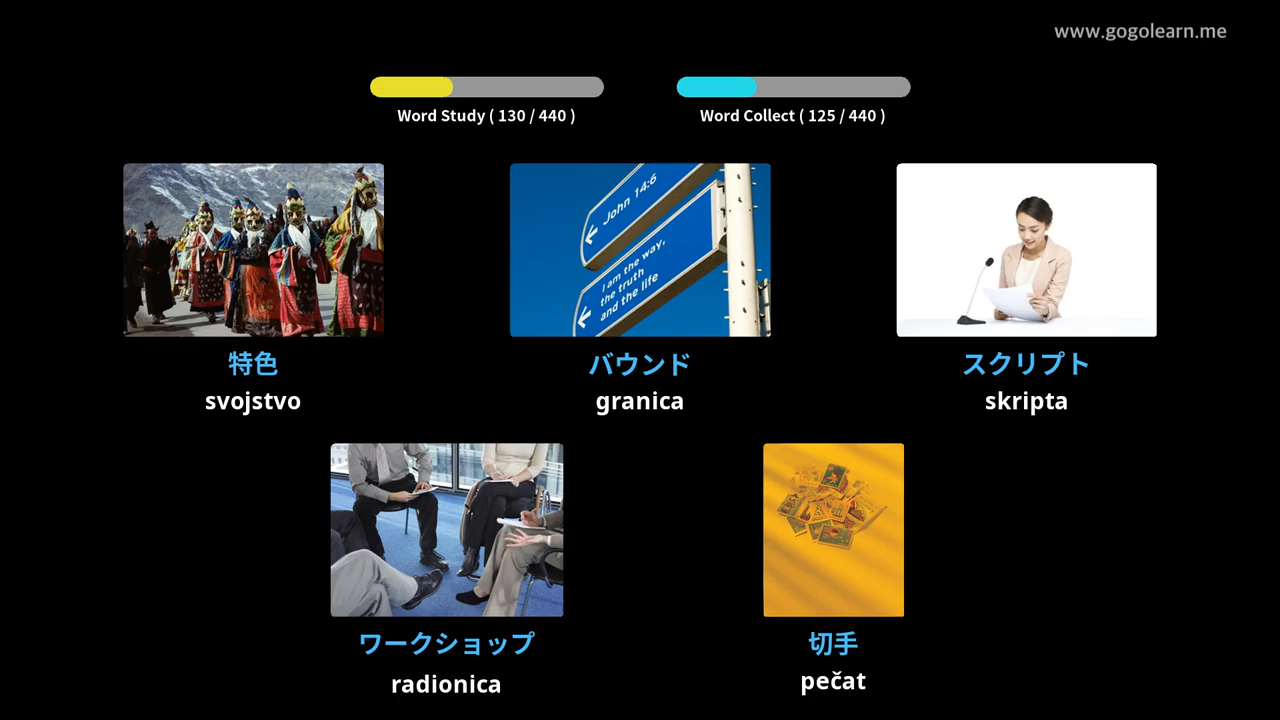 www.gogolearn.me
Word Study ( 130 / 440 )
Word Collect ( 125 / 440 )
John 14:6
I am the way,
the truth
and the life
特色
バウンド
スクリプト
svojstvo
granica
skripta
ワークショップ
切手
radionica
pečat